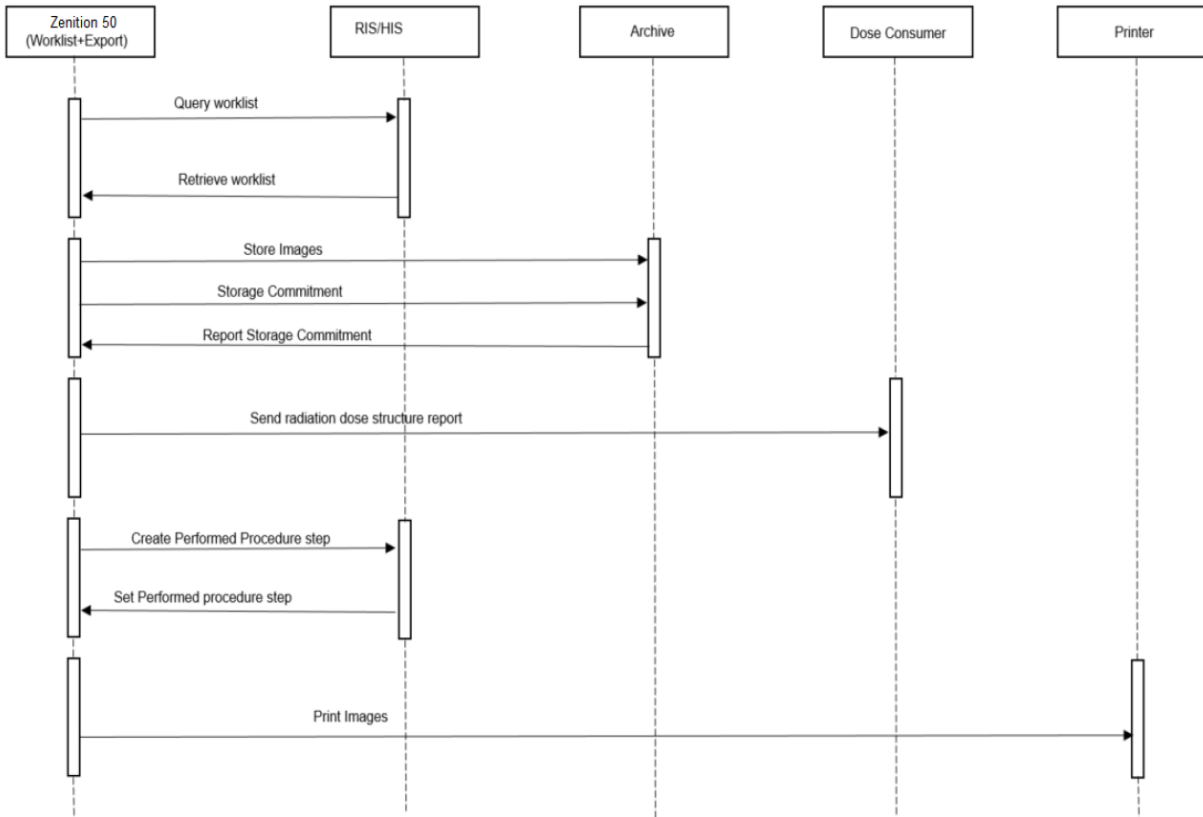 Zenition 50
(Worklist+Export)
RIS/HIS
Archive
Dose Consumer
Printer
Query worklist
Retrieve worklist
Store Images
Storage Commitment
Report Storage Commitment
Send radiation dose structure report
Create Performed Procedure step
Set Performed procedure step
Print Images